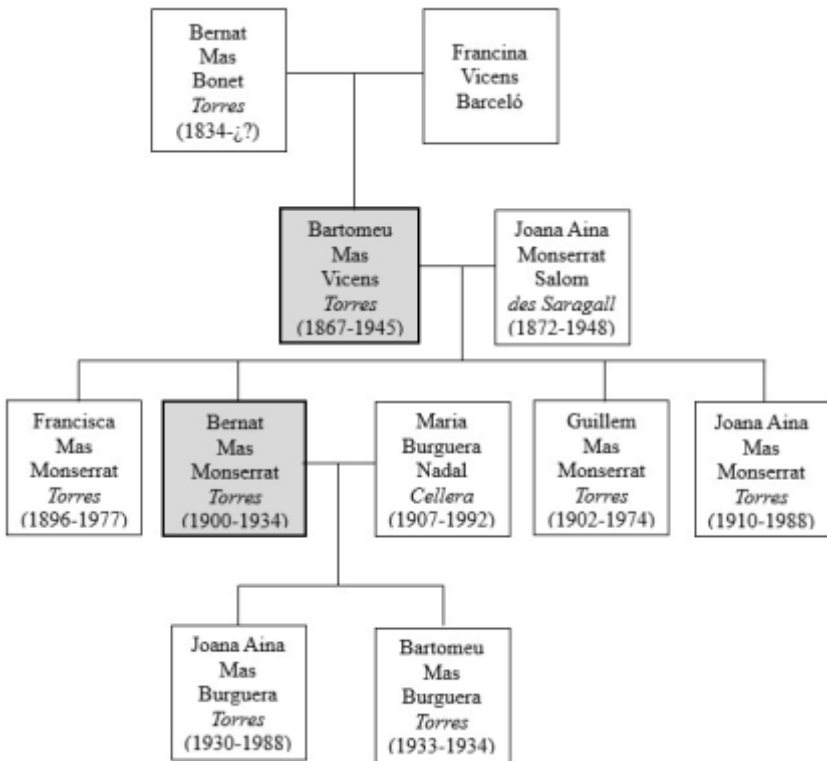 Bernat
Mas
Bonet
Torres
(1834-¿?)
Francina
Vicens
Barceló
Bartomeu
Mas
Vicens
Torres
(1867-1945)
Joana Aina
Monserrat
Salom
des Saragall
(1872-1948)
Francisca
Mas
Monserrat
Torres
(1896-1977)
Bernat
Mas
Monserrat
Torres
(1900-1934)
Maria
Burguera
Nadal
Cellera
(1907-1992)
Guillem
Mas
Monserrat
Torres
(1902-1974)
Joana Aina
Mas
Monserrat
Torres
(1910-1988)
Joana Aina
Mas
Burguera
Torres
(1930-1988)
Bartomeu
Mas
Burguera
Torres
(1933-1934)